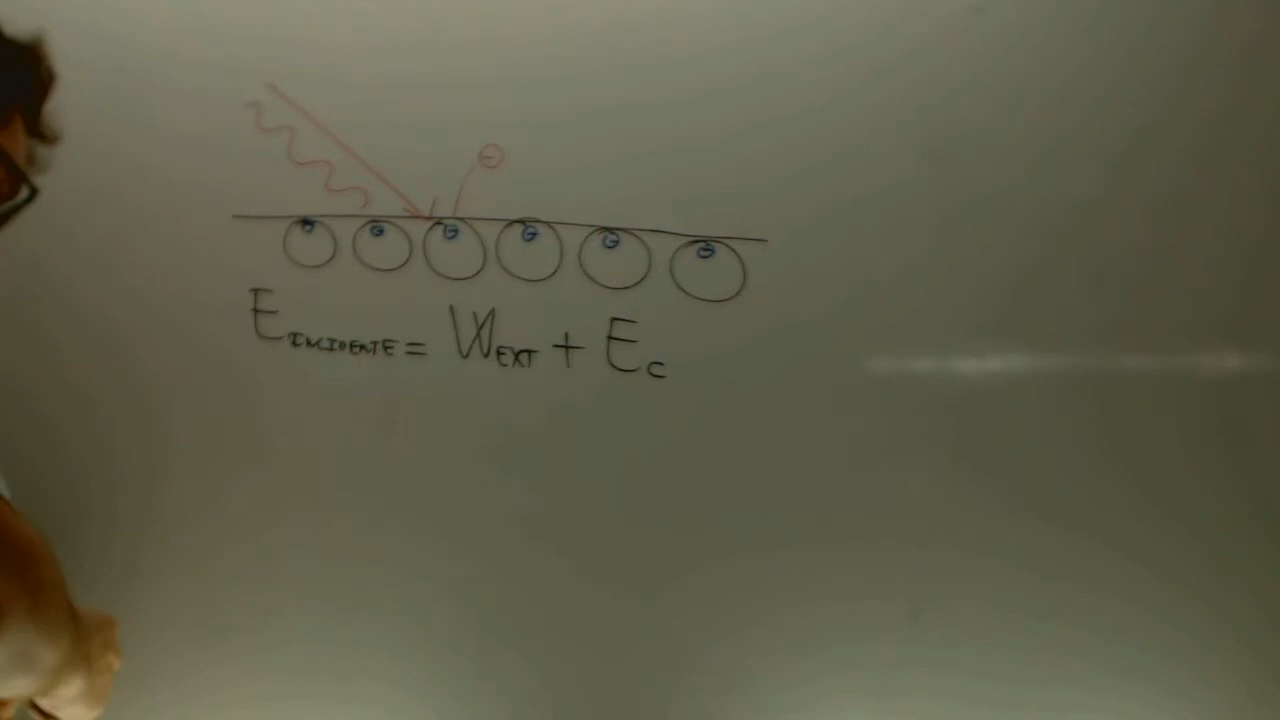 E INCIDENTE = W EXT + E C